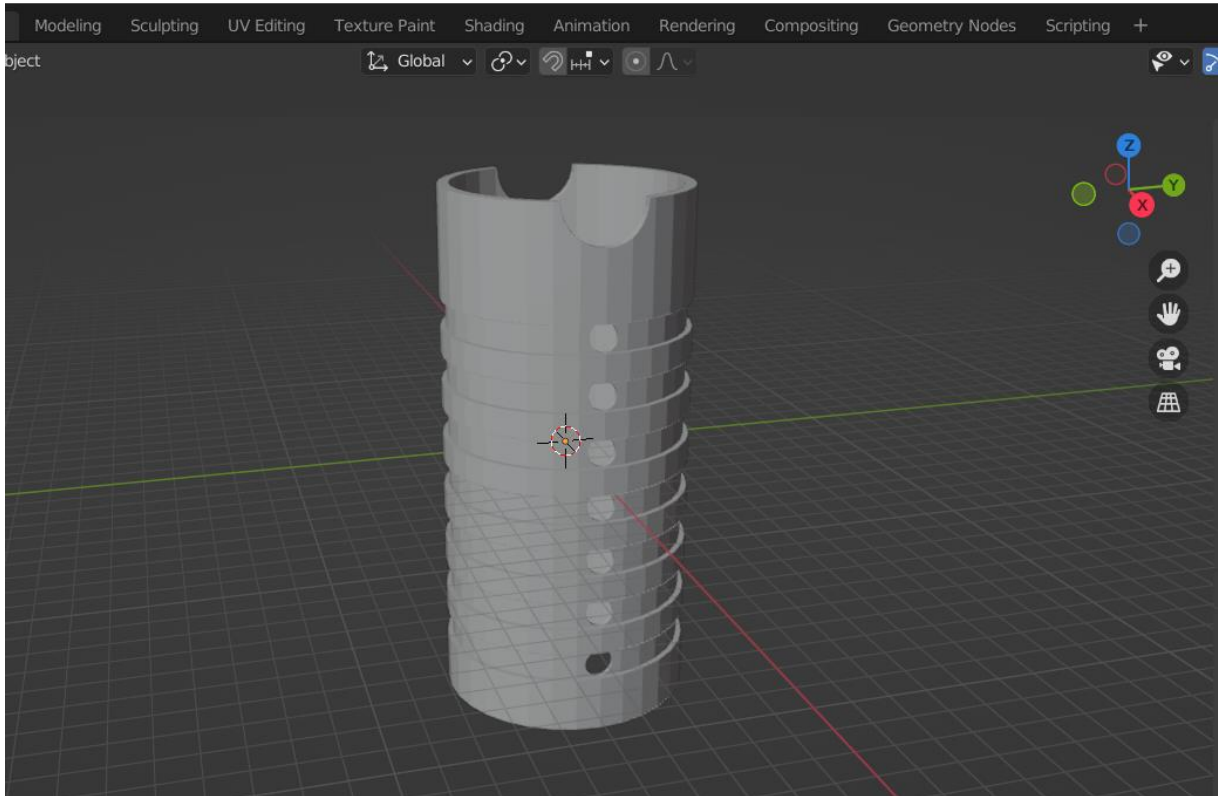 Modeling Sculpting UV Editing Texture Paint Shading Animation Rendering Compositing Geometry Nodes Scripting +
bject Global
Z
Y
X